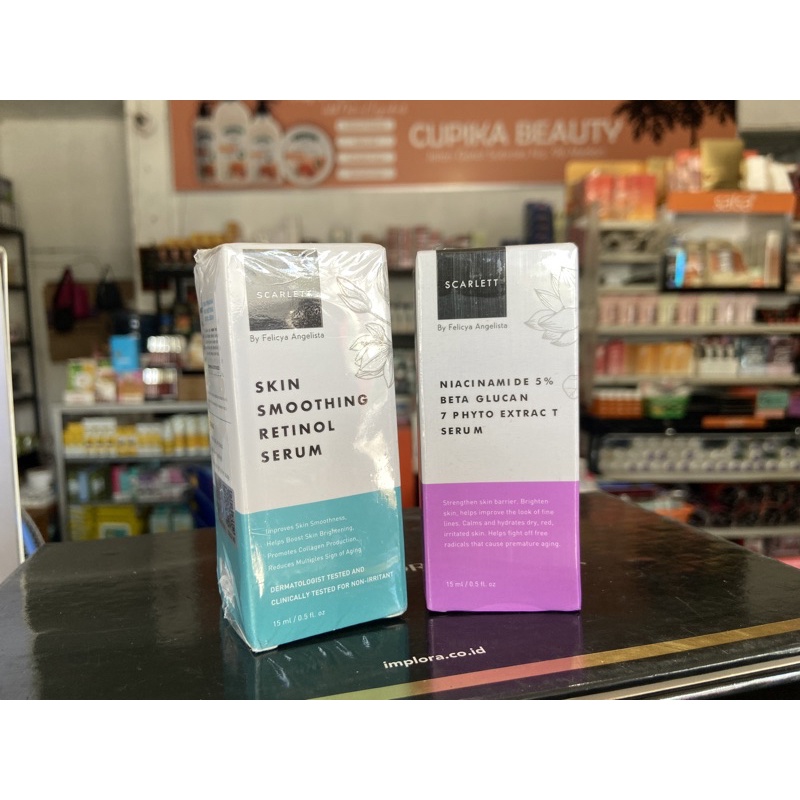 CUPIKA BEAUTY
SCARLETT
By Felicya Angelista
SKIN
SMOOTHING
RETINOL
SERUM
Improves Skin Smoothness,
Helps Boost Skin Brightening,
Promotes Collagen Production,
Reduces Multiples Sign of Aging
DERMATOLOGIST TESTED AND
CLINICALLY TESTED FOR NON-IRRITANT
15 ml / 0.5 fl. oz
SCARLETT
By Felicya Angelista
NIACINAMIDE 5%
BETA GLUCAN
7 PHYTO EXTRAC T
SERUM
Strengthen skin barrier. Brighten
skin, helps improve the look of fine
lines. Calms and hydrates dry, red,
irritated skin. Helps fight off free
radicals that cause premature aging.
15 ml / 0.5 fl. oz
implora.co.id